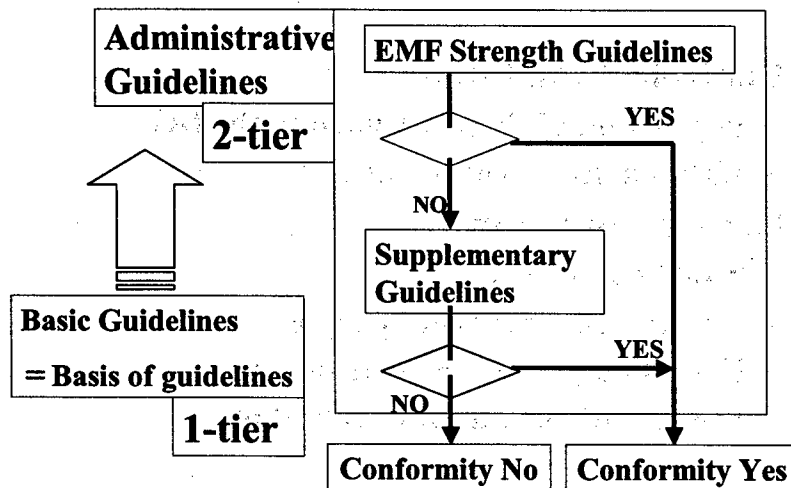 Administrative
Guidelines
2-tier
Basic Guidelines
= Basis of guidelines
1-tier
EMF Strength Guidelines
YES
NO
Supplementary
Guidelines
YES
NO
Conformity No
Conformity Yes